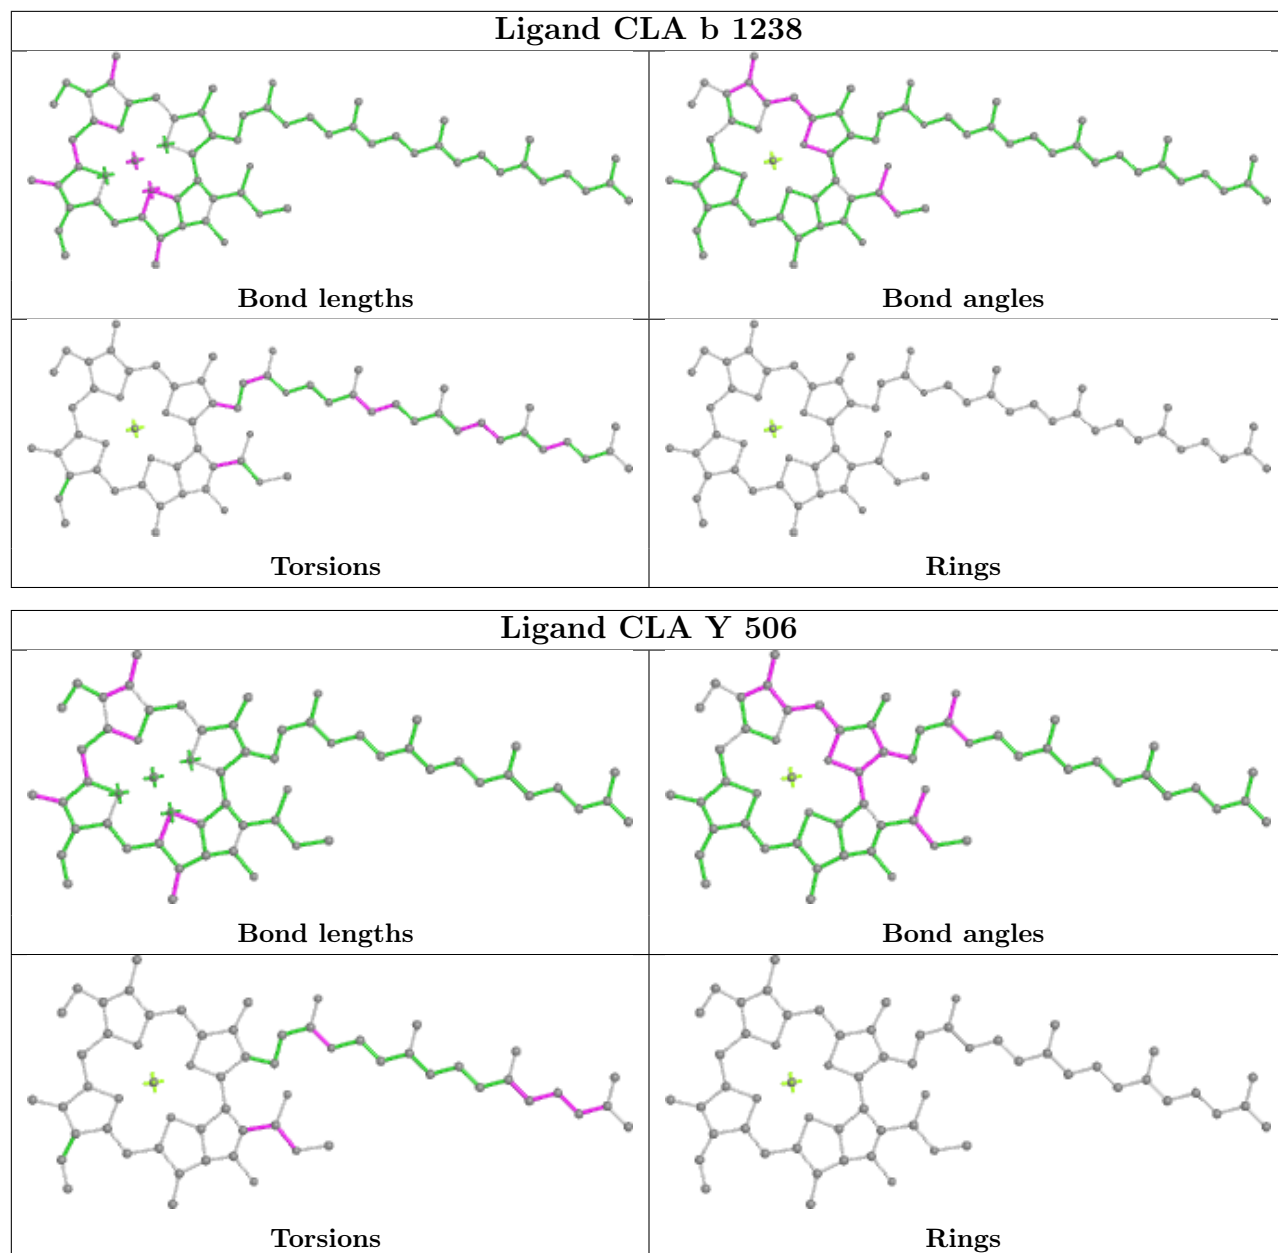 Ligand CLA b 1238
Bond lengths
Bond angles
Torsions
Rings
Ligand CLA Y 506
Bond lengths
Bond angles
Torsions
Rings